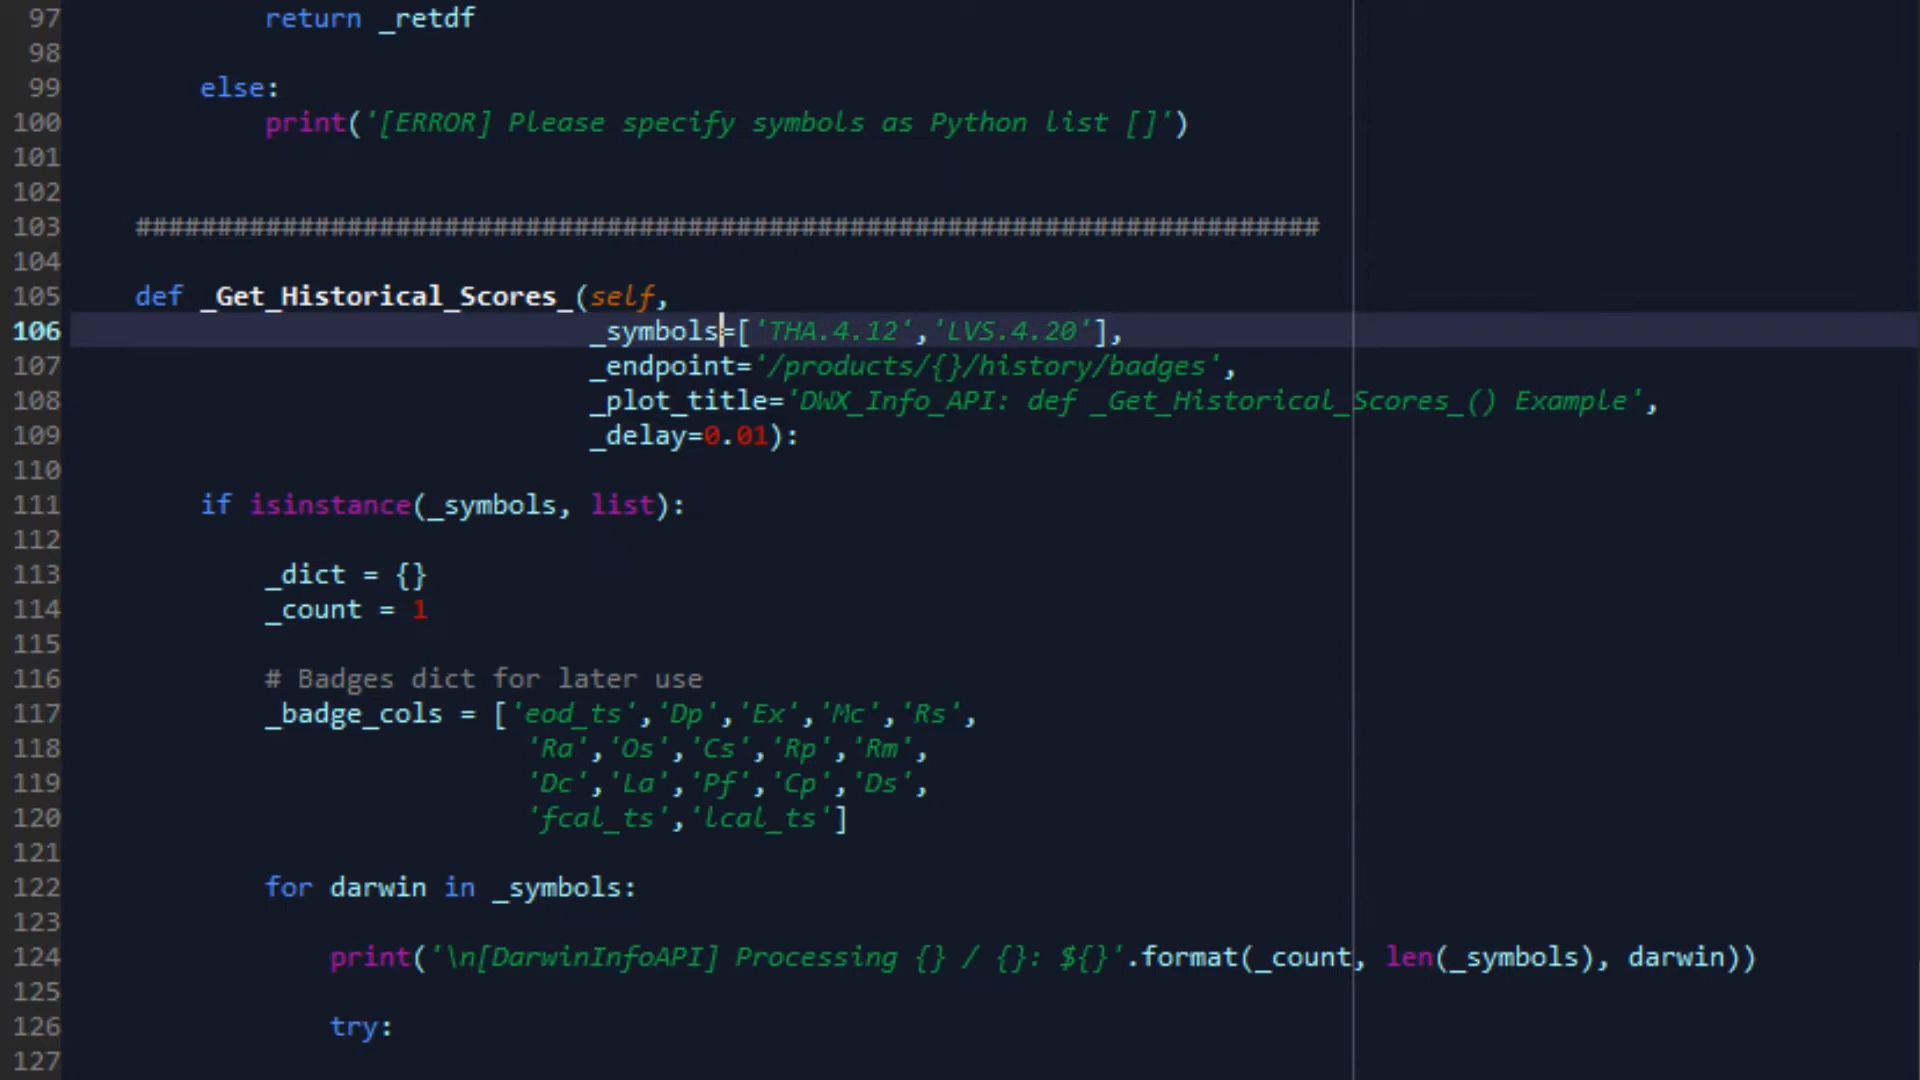 97 return _retdf
98
99 else:
100 print('[ERROR] Please specify symbols as Python list []')
101
102
103 #########################################################################
104
105 def _Get_Historical_Scores_(self,
106 _symbols=['THA.4.12','LVS.4.20'],
107 _endpoint='/products/{}/history/badges',
108 _plot_title='DWX_Info_API: def _Get_Historical_Scores_() Example',
109 _delay=0.01):
110
111 if isinstance(_symbols, list):
112
113 _dict = {}
114 _count = 1
115
116 # Badges dict for later use
117 _badge_cols = ['eod_ts','Dp','Ex','Mc','Rs',
118 'Ra','Os','Cs','Rp','Rm',
119 'Dc','La','Pf','Cp','Ds',
120 'fcal_ts','lcal_ts']
121
122 for darwin in _symbols:
123
124 print('\n[DarwinInfoAPI] Processing {} / {}: ${}'.format(_count, len(_symbols), darwin))
125
126 try:
127